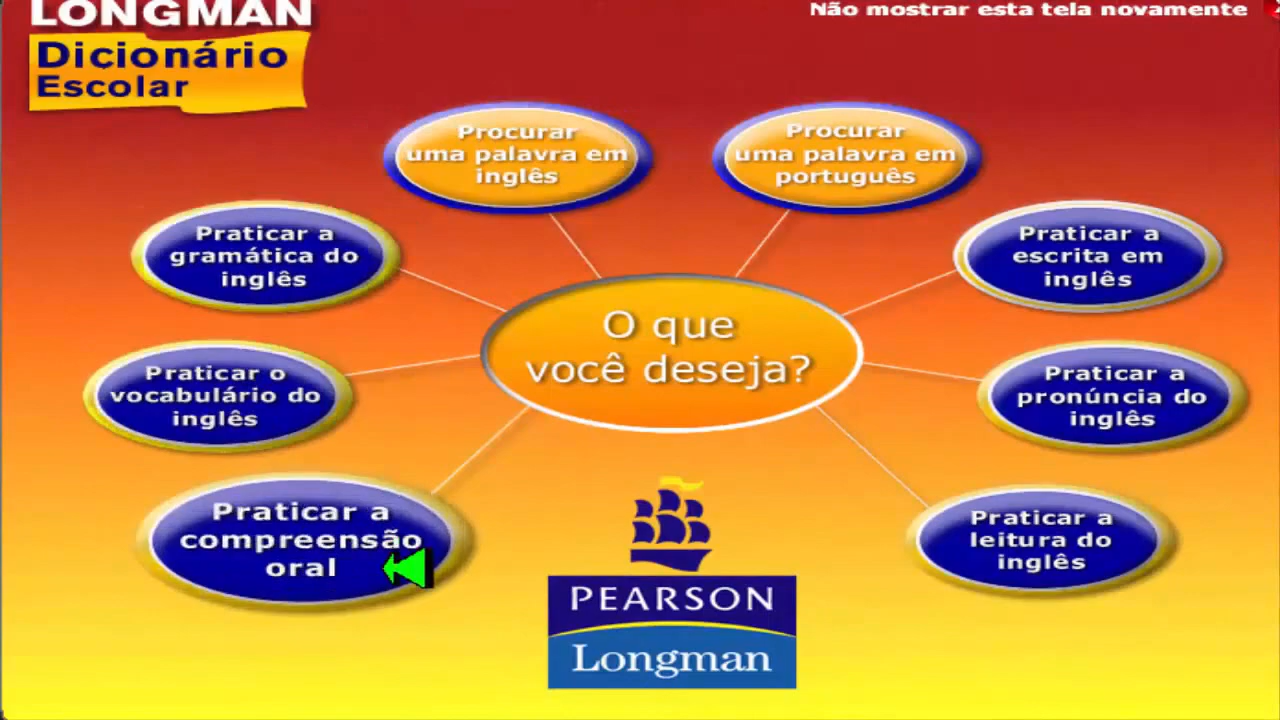 LONGMAN
Dicionário
Escolar
Não mostrar esta tela novamente
Procurar
uma palavra em
inglês
Procurar
uma palavra em
português
Praticar a
gramática do
inglês
Praticar a
escrita em
inglês
O que
você deseja?
Praticar o
vocabulário do
inglês
Praticar a
pronúncia do
inglês
Praticar a
compreensão
oral
Praticar a
leitura do
inglês
PEARSON
Longman